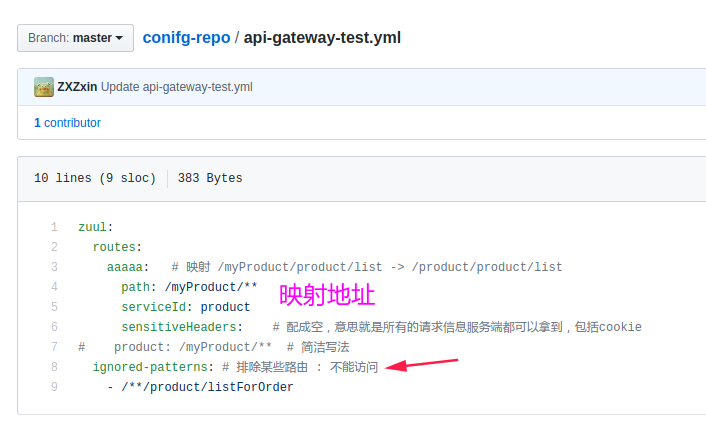 Branch: master
conifg-repo / api-gateway-test.yml
ZXZxin Update api-gateway-test.yml
1 contributor
10 lines (9 sloc) 383 Bytes
1 zuul:
2   routes:
3     aaaaa:   # 映射 /myProduct/product/list -> /product/product/list
4       path: /myProduct/**
映射地址
5       serviceId: product
6       sensitiveHeaders:    # 配成空，意思就是所有的请求信息服务端都可以拿到，包括cookie
7 #    product: /myProduct/**  # 简洁写法
8   ignored-patterns: # 排除某些路由 : 不能访问
9     - /**/product/listForOrder